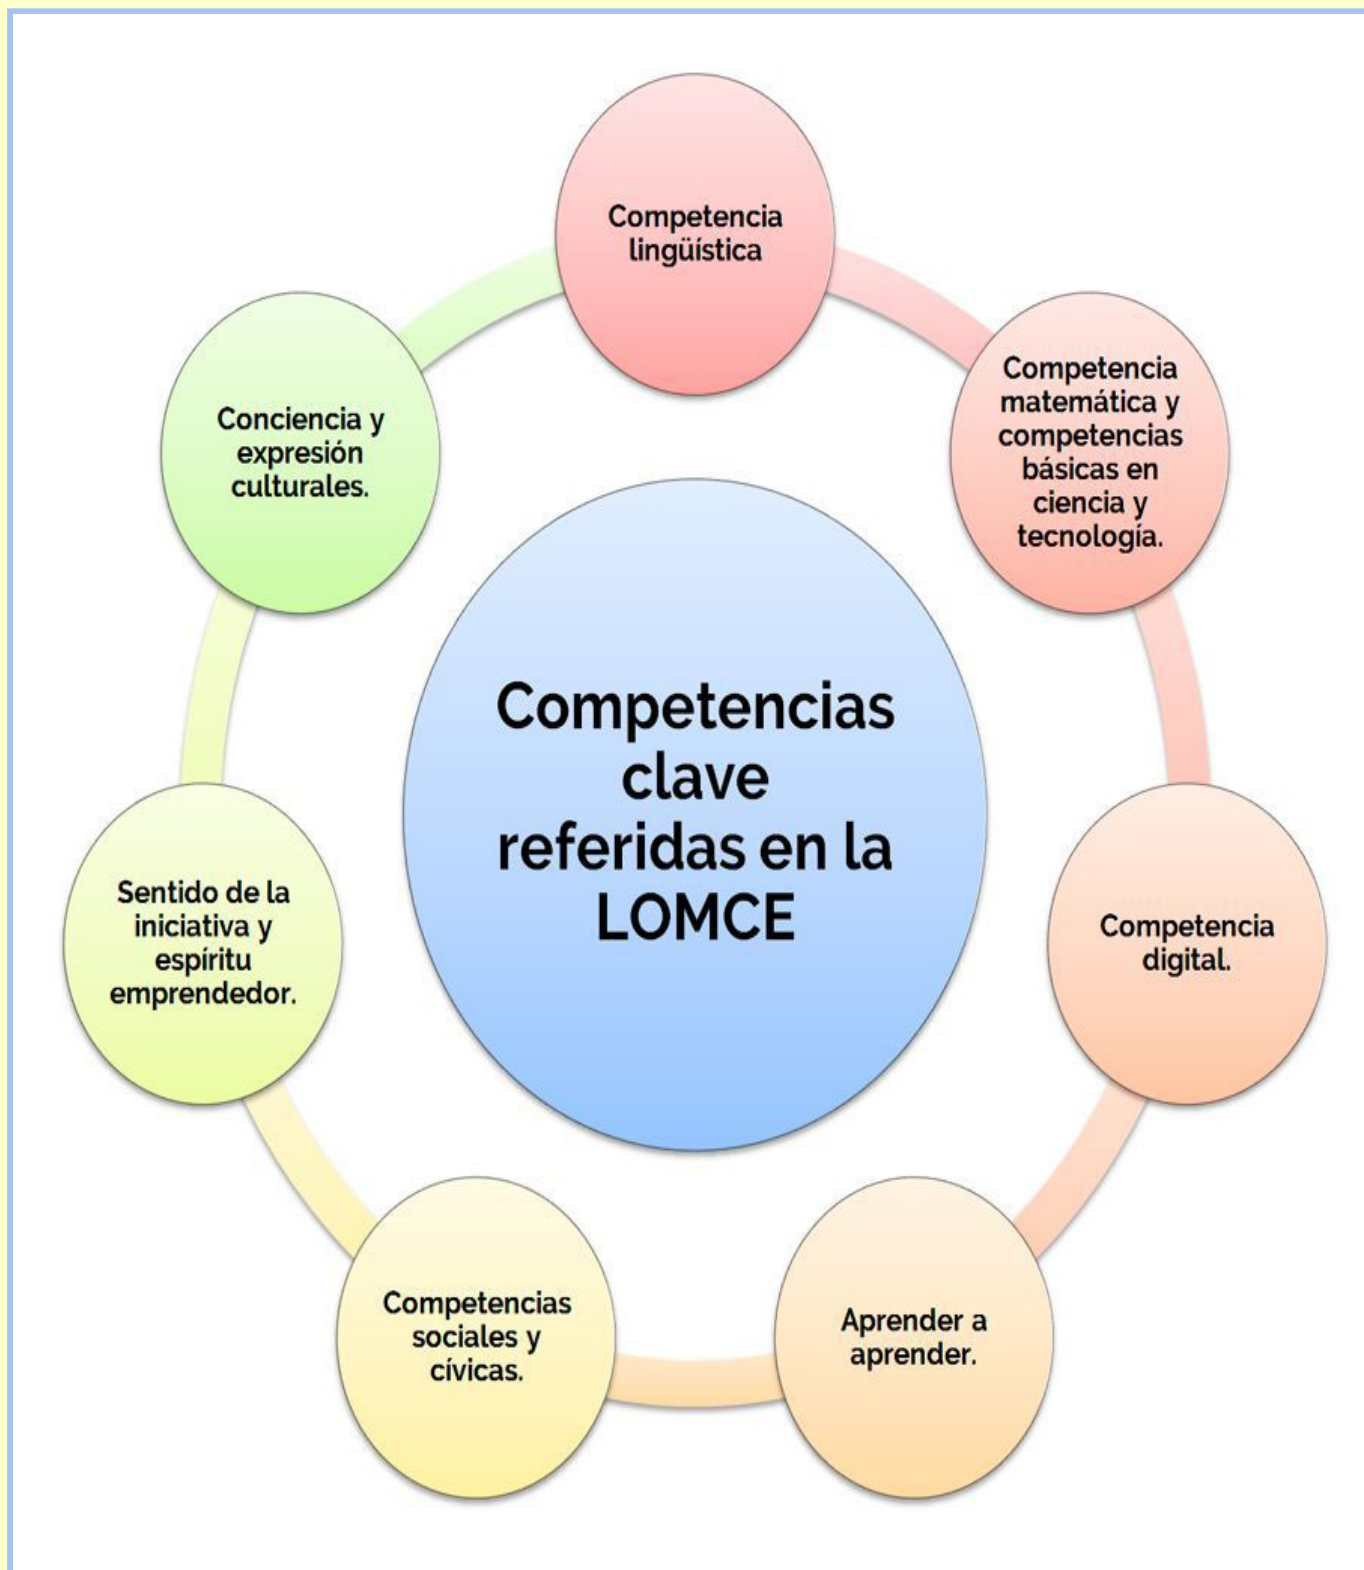 Competencia
lingüística
Competencia
matemática y
competencias
básicas en
ciencia y
tecnología.
Competencia
digital.
Aprender a
aprender.
Competencias
sociales y
cívicas.
Sentido de la
iniciativa y
espíritu
emprendedor.
Conciencia y
expresión
culturales.
Competencias
clave
referidas en la
LOMCE